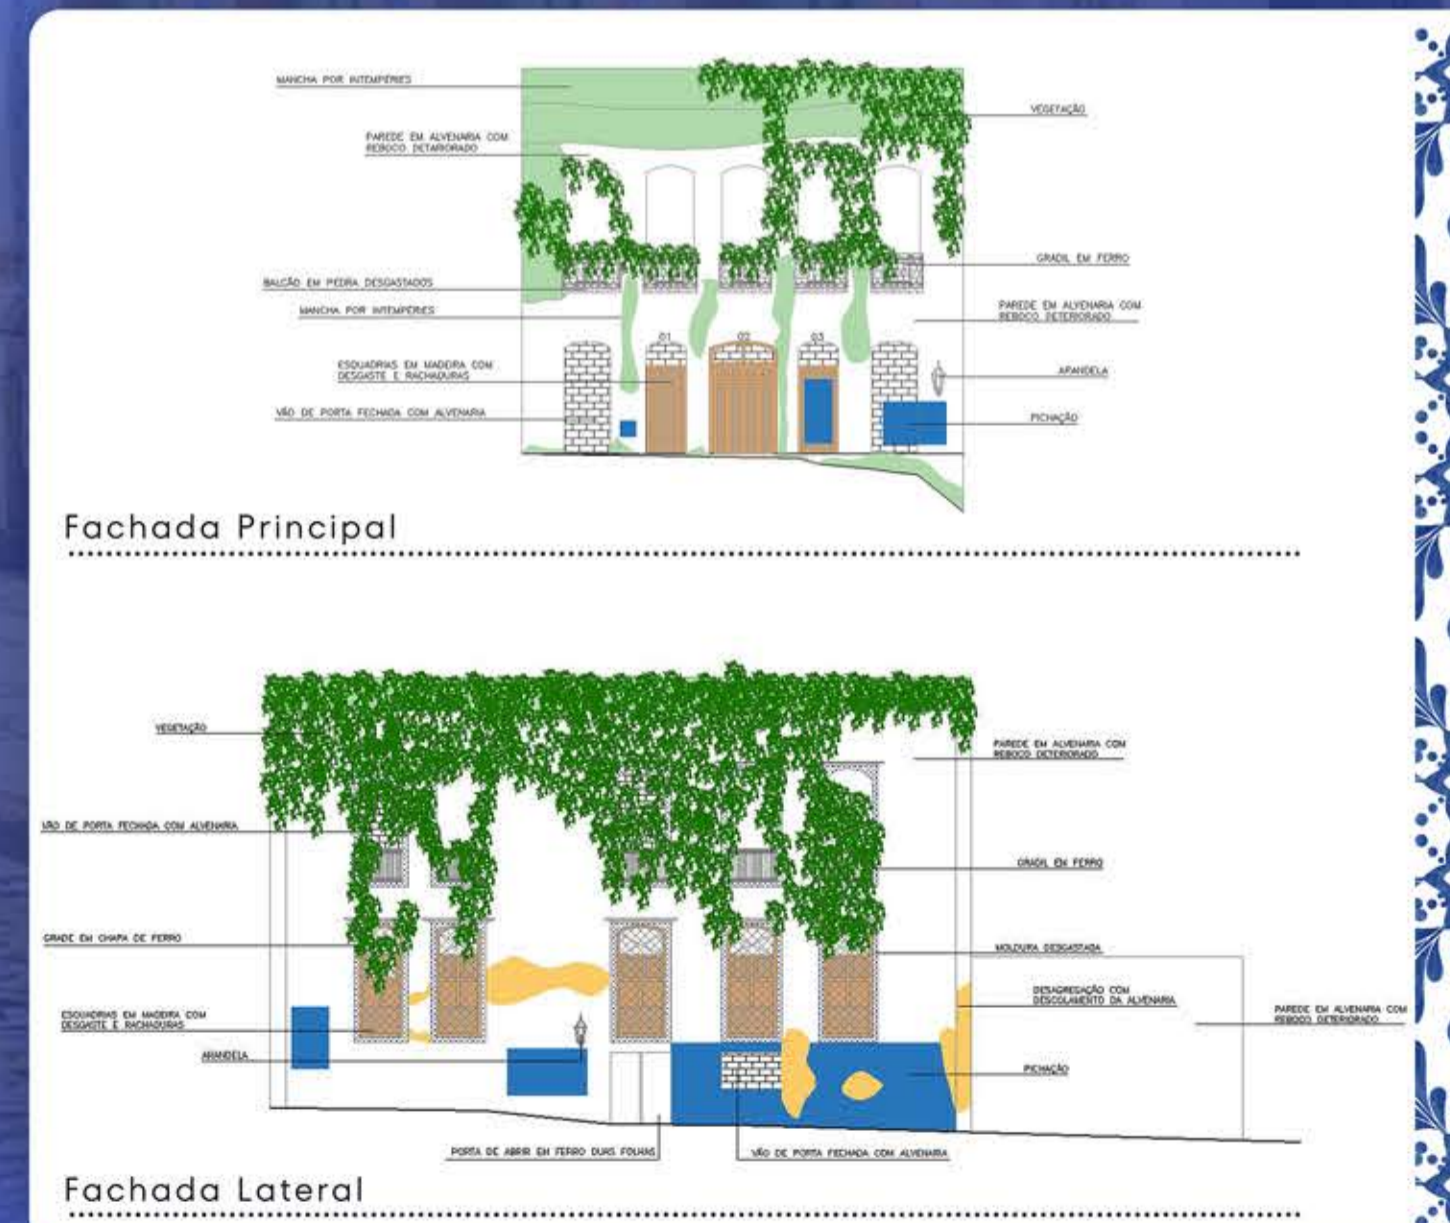 MANCHA POR INTEMPÉRIES
VEGETAÇÃO
PAREDE EM ALVENARIA COM
REBOCO DETARIORADO
GRADIL EM FERRO
BALCÃO EM PEDRA DESGASTADOS
MANCHA POR INTEMPÉRIES
PAREDE EM ALVENARIA COM
REBOCO DETERIORADO
01
02
03
ESQUADRIAS EM MADEIRA COM
DESGASTE E RACHADURAS
ARANDELA
VÃO DE PORTA FECHADA COM ALVENARIA
PICHAÇÃO
Fachada Principal
VEGETAÇÃO
PAREDE EM ALVENARIA COM
REBOCO DETERIORADO
VÃO DE PORTA FECHADA COM ALVENARIA
GRADIL EM FERRO
GRADE EM CHAPA DE FERRO
MOLDURA DESGASTADA
DESAGREGAÇÃO COM
DESCOLAMENTO DA ALVENARIA
PAREDE EM ALVENARIA COM
REBOCO DETERIORADO
ESQUADRIAS EM MADEIRA COM
DESGASTE E RACHADURAS
ARANDELA
PICHAÇÃO
PORTA DE ABRIR EM FERRO DUAS FOLHAS
VÃO DE PORTA FECHADA COM ALVENARIA
Fachada Lateral